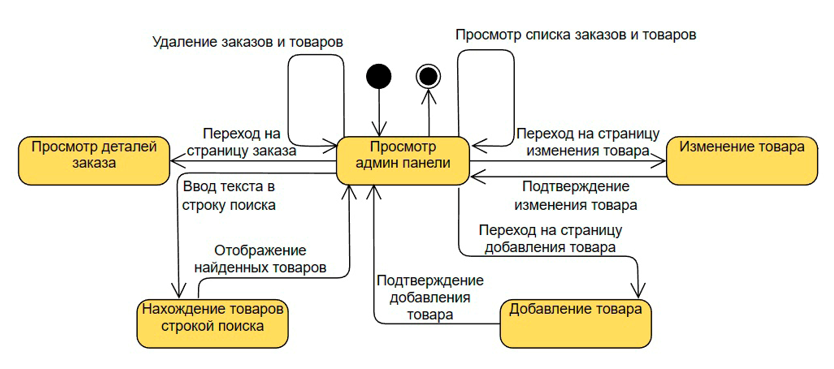 Удаление заказов и товаров
Просмотр списка заказов и товаров
Просмотр деталей
заказа
Переход на
страницу заказа
Просмотр
админ панели
Переход на страницу
изменения товара
Изменение товара
Ввод текста в
строку поиска
Подтверждение
изменения товара
Переход на страницу
добавления товара
Отображение
найденных товаров
Подтверждение
добавления
товара
Нахождение товаров
строкой поиска
Добавление товара